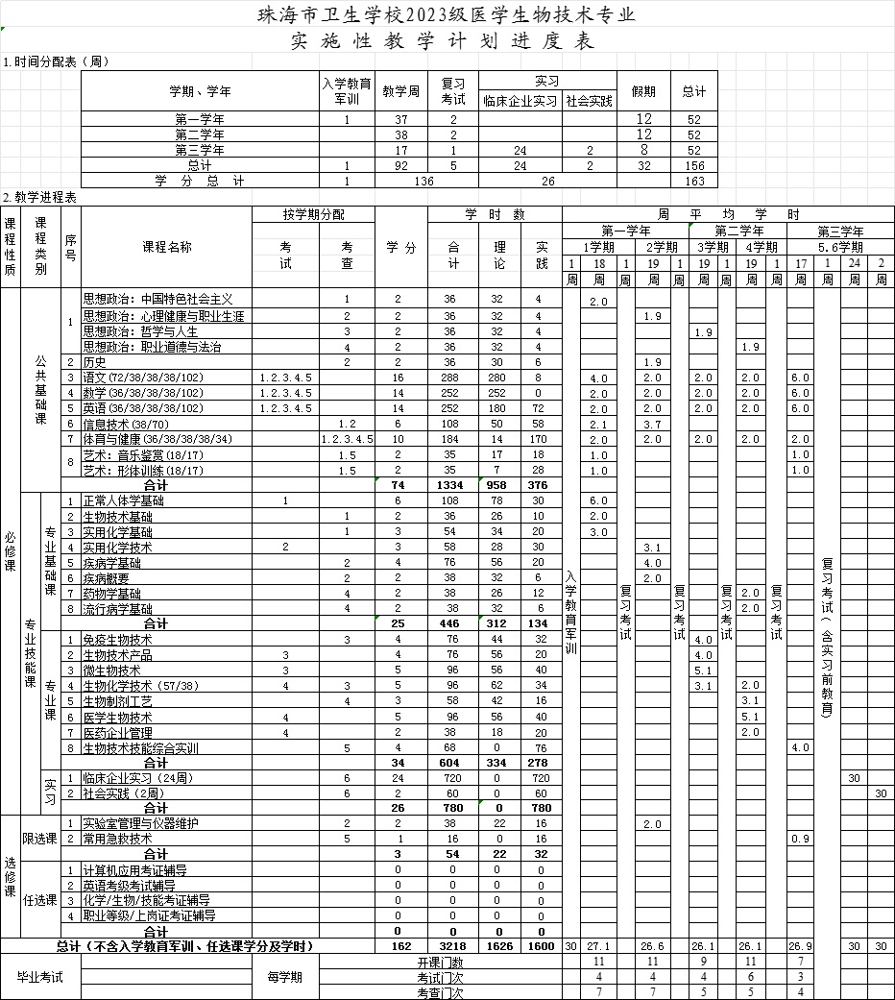 珠海市卫生学校2023级医学生物技术专业
实施性教学计划进度表
1.时间分配表（周）
学期、学年 入学教育军训 教学周 复习考试 实习 假期 总计
临床企业实习 社会实践
第一学年 1 37 2 12 52
第二学年 38 2 12 52
第三学年 17 1 24 2 8 52
总计 1 92 5 24 2 32 156
学分总计 1 136 26 163
2.教学进程表
课程性质 课程类别 序号 课程名称 按学期分配 学分 学时数 周平均学时
考试 考查 合计 理论 实践 第一学年 第二学年 第三学年
1学期 2学期 3学期 4学期 5.6学期
1 18 1 19 1 19 1 19 1 17 1 24 2
周 周 周 周 周 周 周 周 周 周 周 周 周
必修课
公共基础课
1 思想政治：中国特色社会主义 1 2 36 32 4 2.0
思想政治：心理健康与职业生涯 2 2 36 32 4 1.9
思想政治：哲学与人生 3 2 36 32 4 1.9
思想政治：职业道德与法治 4 2 36 32 4 1.9
2 历史 2 2 36 30 6 1.9
3 语文(72/38/38/38/102) 1.2.3.4.5 16 288 280 8 4.0 2.0 2.0 2.0 6.0
4 数学(36/38/38/38/102) 1.2.3.4.5 14 252 252 0 2.0 2.0 2.0 2.0 6.0
5 英语(36/38/38/38/102) 1.2.3.4.5 14 252 180 72 2.0 2.0 2.0 2.0 6.0
6 信息技术(38/70) 1.2 6 108 50 58 2.1 3.7
7 体育与健康(36/38/38/38/34) 1.2.3.4.5 10 184 14 170 2.0 2.0 2.0 2.0 2.0
8 艺术：音乐鉴赏(18/17) 1.5 2 35 17 18 1.0 1.0
艺术：形体训练(18/17) 1.5 2 35 7 28 1.0 1.0
合计 74 1334 958 376
专业技能课
专业基础课
1 正常人体学基础 1 6 108 78 30 6.0
2 生物技术基础 1 2 36 26 10 2.0
3 实用化学基础 1 3 54 34 20 3.0
4 实用化学技术 2 3 58 28 30 3.1
5 疾病学基础 2 4 76 56 20 4.0
6 疾病概要 2 2 38 32 6 2.0
7 药物学基础 4 2 38 26 12 2.0
8 流行病学基础 4 2 38 32 6 2.0
合计 25 446 312 134
入学教育军训
复习考试
复习考试
复习考试
复习考试
复习考试（含实习前教育）
专业课
1 免疫生物技术 3 4 76 44 32 4.0
2 生物技术产品 3 4 76 56 20 4.0
3 微生物技术 3 5 96 56 40 5.1
4 生物化学技术（57/38） 4 3 5 96 62 34 3.1 2.0
5 生物制剂工艺 4 3 58 42 16 3.1
6 医学生物技术 4 5 96 56 40 5.1
7 医药企业管理 4 2 38 18 20 2.0
8 生物技术技能综合实训 5 4 68 0 76 4.0
合计 34 604 334 278
实习
1 临床企业实习（24周） 6 24 720 0 720 30
2 社会实践（2周） 6 2 60 0 60 30
合计 26 780 0 780
选修课
限选课
1 实验室管理与仪器维护 2 2 38 22 16 2.0
2 常用急救技术 5 1 16 0 16 0.9
合计 3 54 22 32
任选课
1 计算机应用考证辅导 0 0 0 0
2 英语考级考试辅导 0 0 0 0
3 化学/生物/技能考证辅导 0 0 0 0
4 职业等级/上岗证考证辅导 0 0 0 0
合计 0 0 0 0
总计（不含入学教育军训、任选课学分及学时） 162 3218 1626 1600 30 27.1 26.6 26.1 26.1 26.9 30 30
毕业考试 每学期 开课门数 11 11 9 11 7
考试门次 4 4 4 6 3
考查门次 7 7 5 5 4